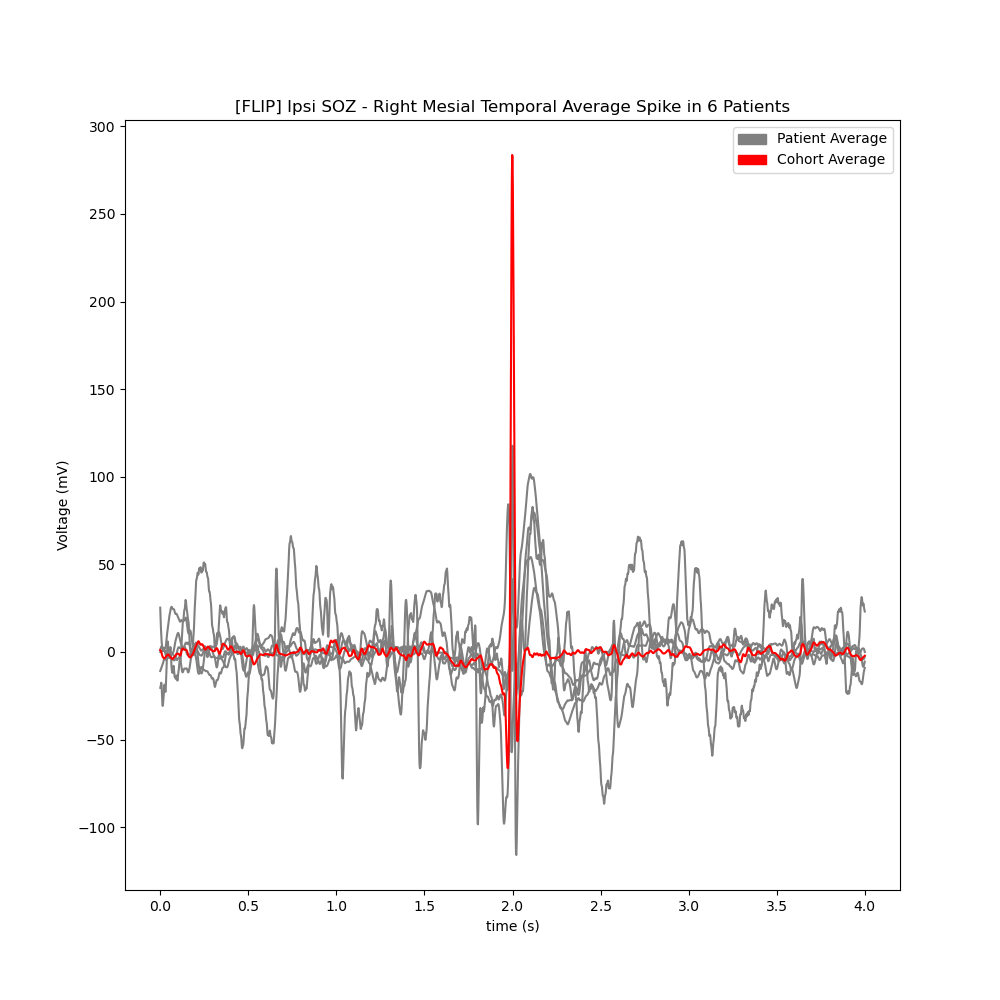 [FLIP] Ipsi SOZ - Right Mesial Temporal Average Spike in 6 Patients
Patient Average
Cohort Average
300
250
200
150
100
50
0
−50
−100
Voltage (mV)
0.0 0.5 1.0 1.5 2.0 2.5 3.0 3.5 4.0
time (s)